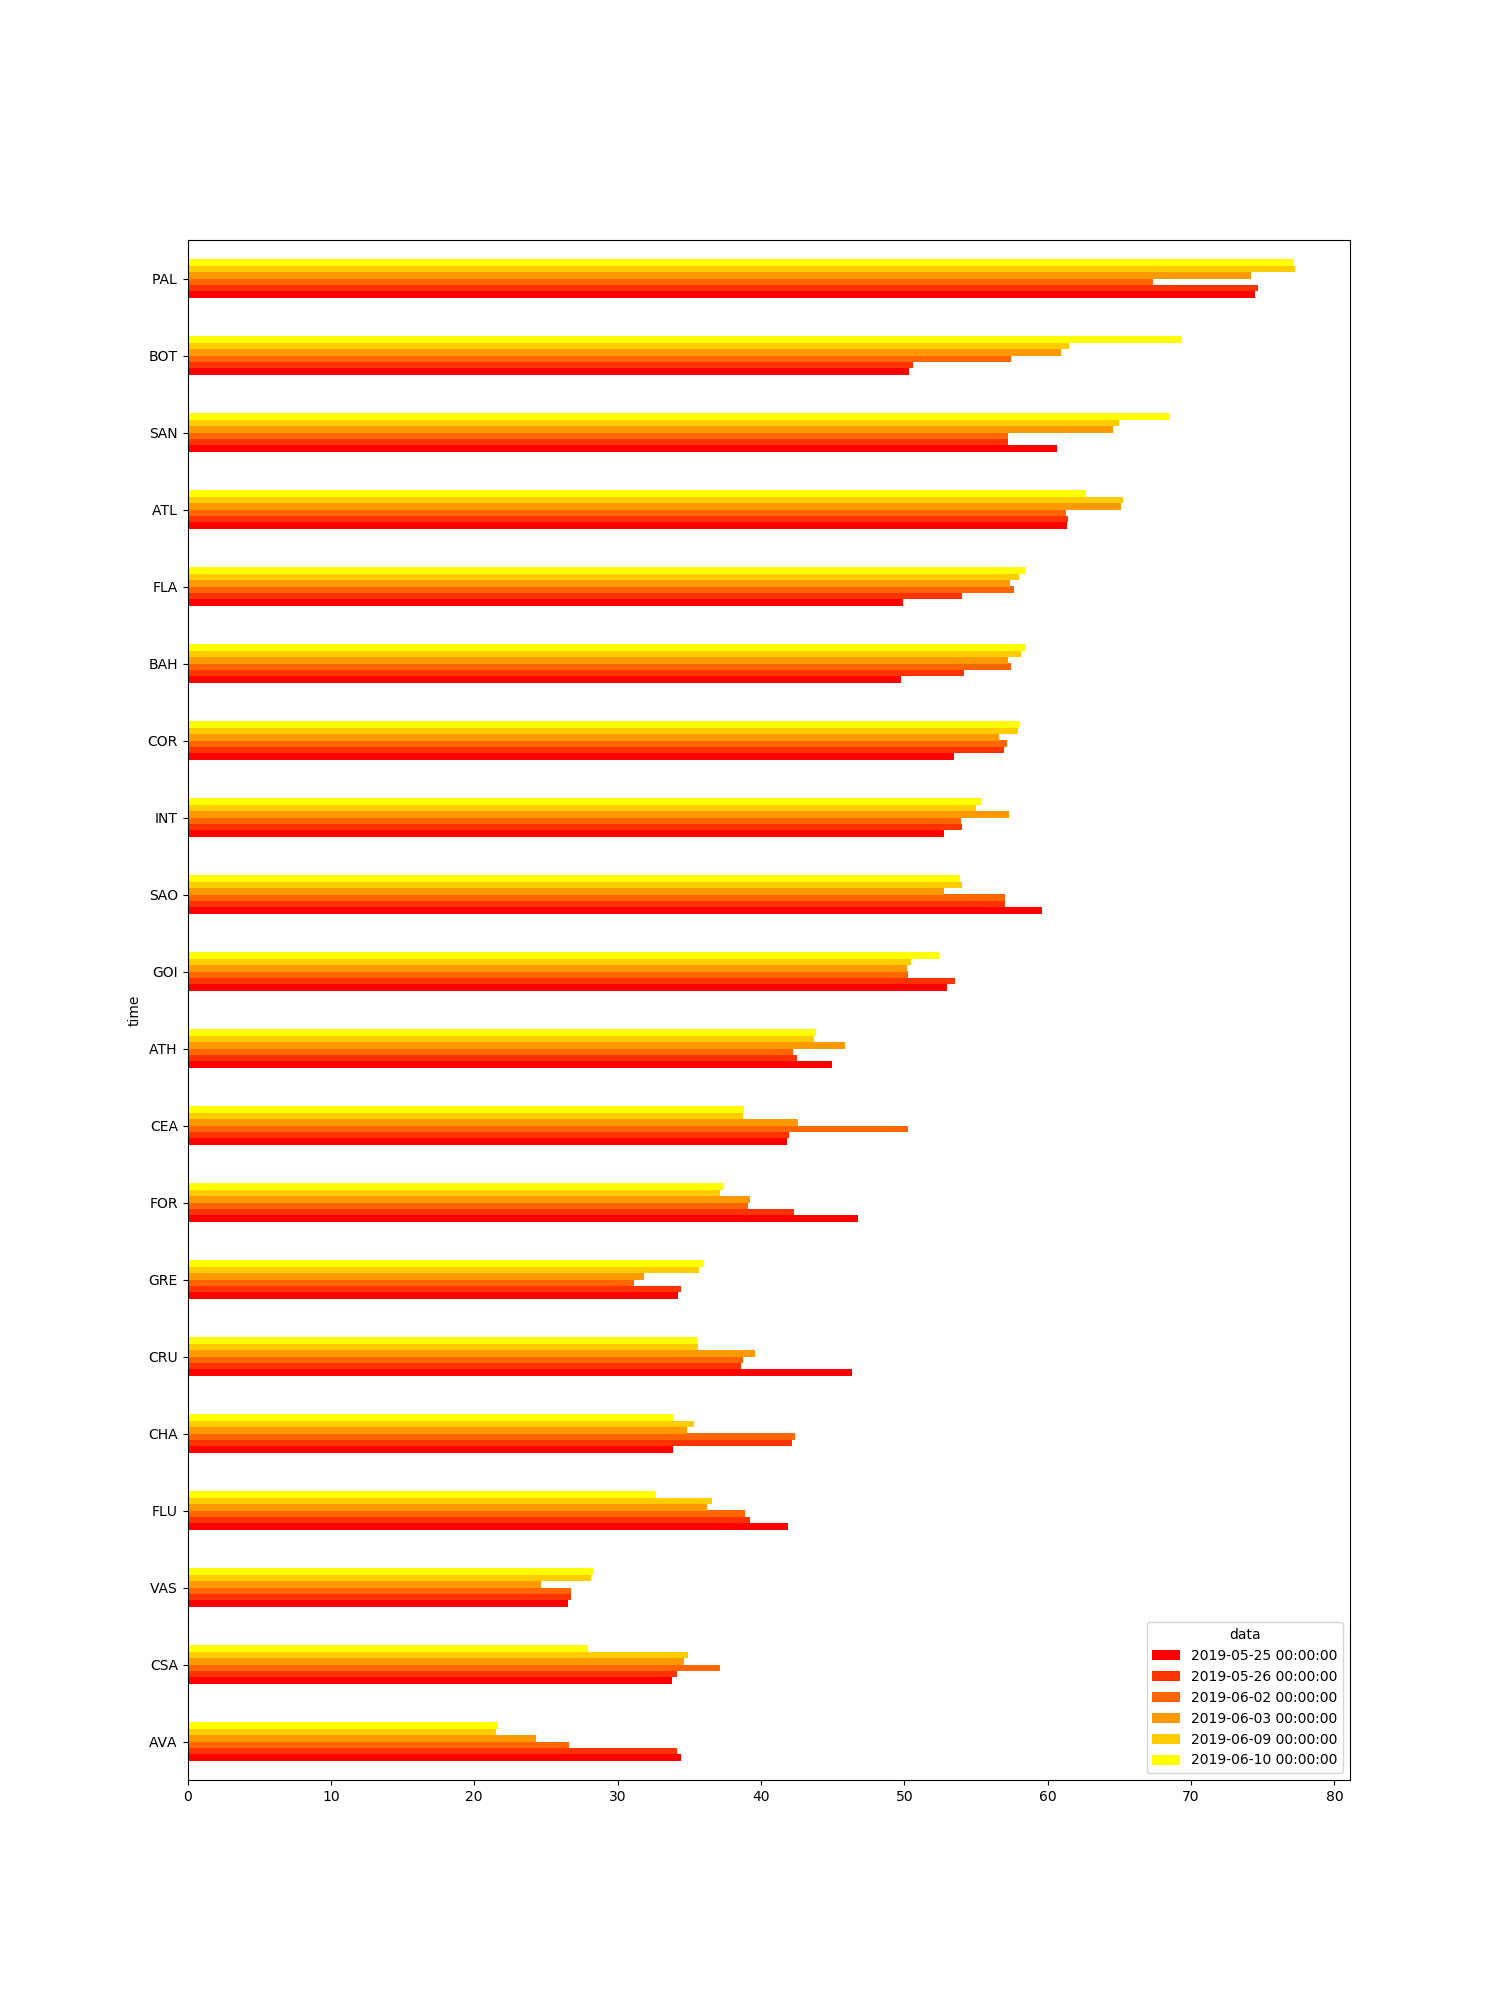 PAL
BOT
SAN
ATL
FLA
BAH
COR
INT
SAO
GOI
time
ATH
CEA
FOR
GRE
CRU
CHA
FLU
VAS
CSA
AVA
data
2019-05-25 00:00:00
2019-05-26 00:00:00
2019-06-02 00:00:00
2019-06-03 00:00:00
2019-06-09 00:00:00
2019-06-10 00:00:00
0 10 20 30 40 50 60 70 80